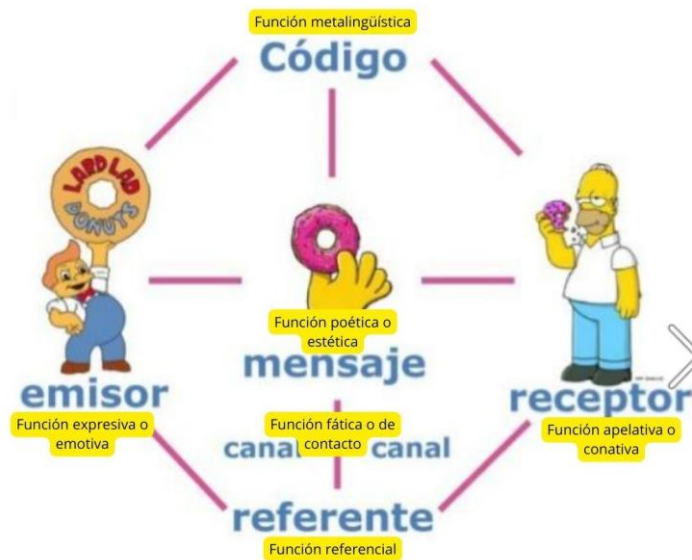 Función metalingüística
Código
LARD LAD
DONUTS
Función poética o
estética
mensaje
emisor
Función expresiva o
emotiva
receptor
Función apelativa o
conativa
Función fática o de
contacto
canal canal
referente
Función referencial